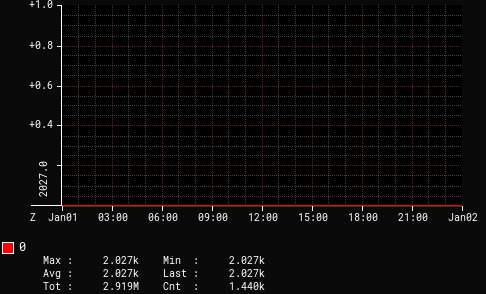 +1.0
+0.8
+0.6
+0.4
2027.0
Z Jan01 03:00 06:00 09:00 12:00 15:00 18:00 21:00 Jan02
0
Max : 2.027k Min : 2.027k
Avg : 2.027k Last : 2.027k
Tot : 2.919M Cnt : 1.440k